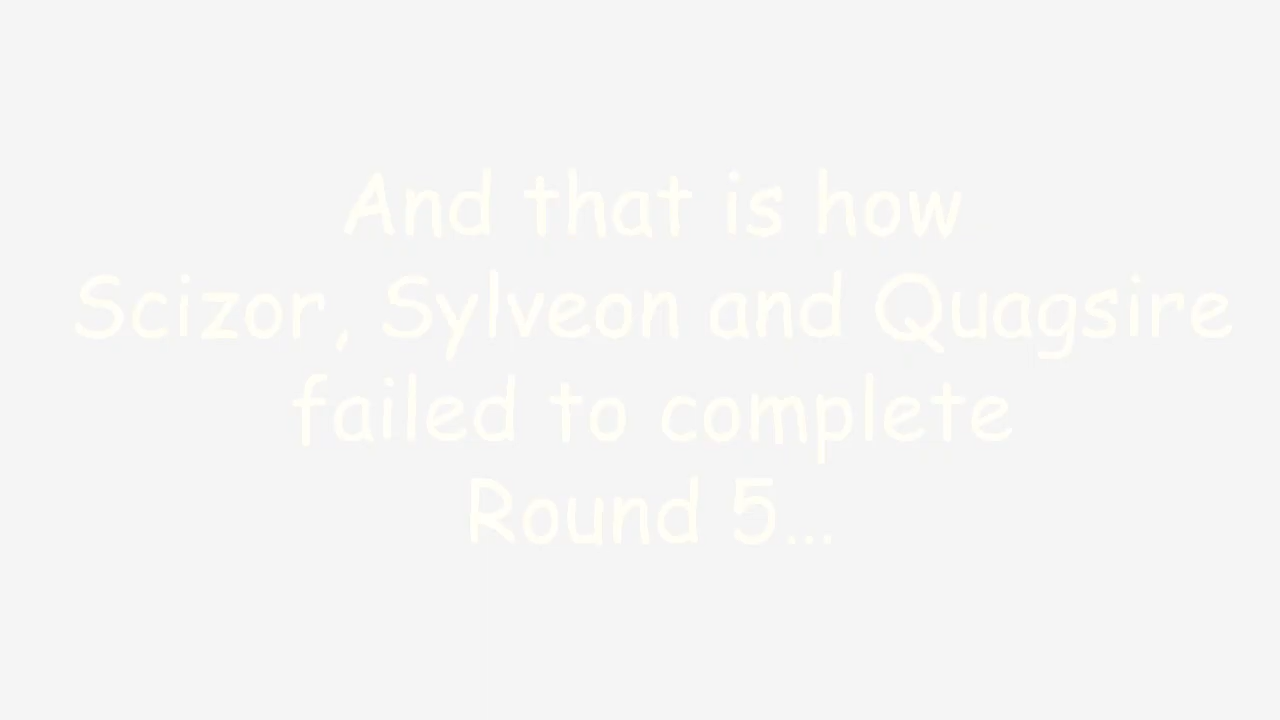 And that is how
Scizor, Sylveon and Quagsire
failed to complete
Round 5...